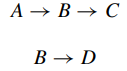 A → B → C
B → D